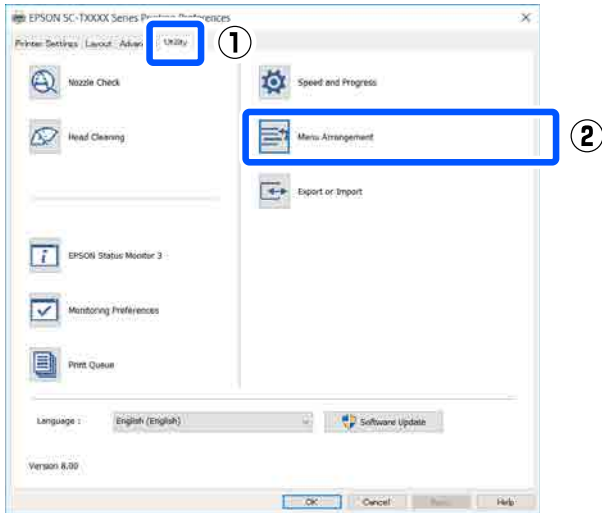 EPSON SC-TXXXX Series Printing Preferences
Printer Settings Layout Advan Utility ①
Nozzle Check
Speed and Progress
Head Cleaning
Menu Arrangement ②
Export or Import
EPSON Status Monitor 3
Monitoring Preferences
Print Queue
Language : English (English) Software Update
Version 8.00
OK Cancel Apply Help